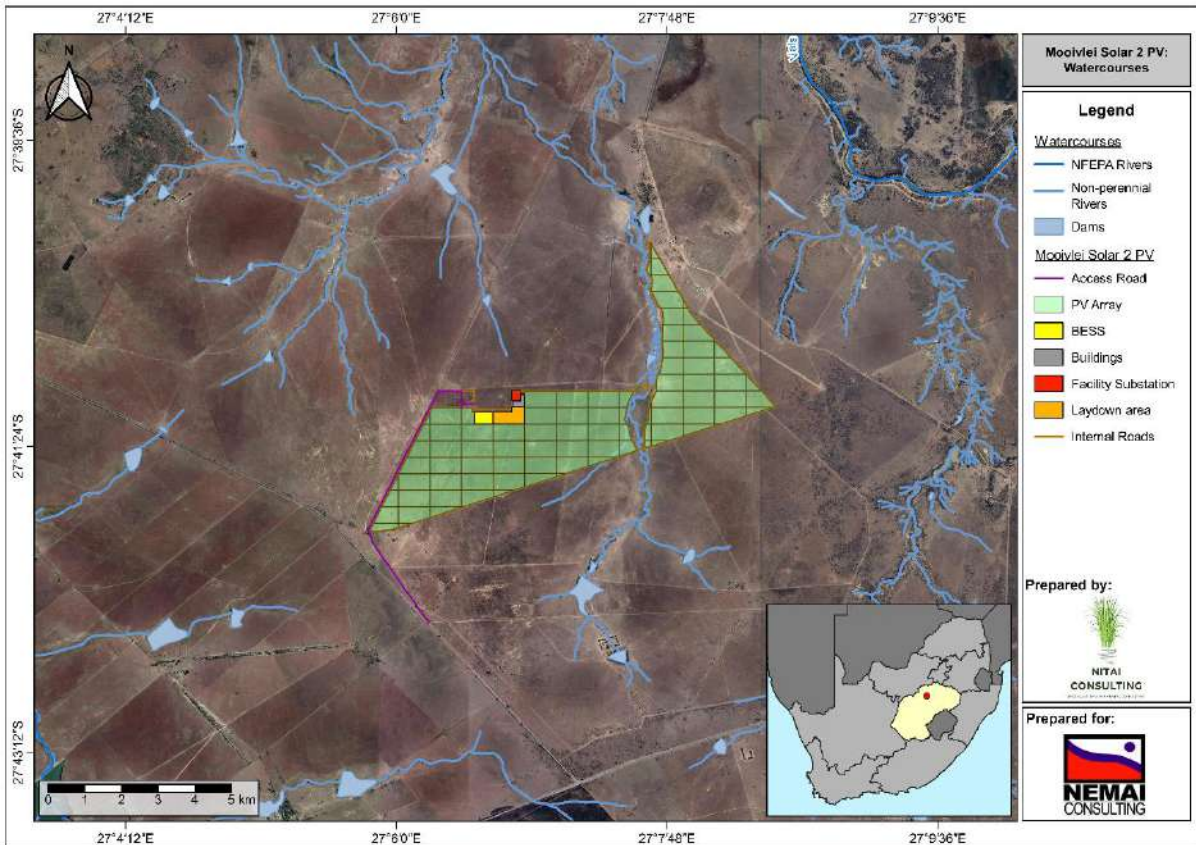 27°4'12"E 27°6'0"E 27°7'48"E 27°9'36"E
N
27°39'36"S
27°41'24"S
27°43'12"S
0 1 2 3 4 5 km
27°4'12"E 27°6'0"E 27°7'48"E 27°9'36"E
Mooivlei Solar 2 PV:
Watercourses
Legend
Watercourses
NFEPA Rivers
Non-perennial
Rivers
Dams
Mooivlei Solar 2 PV
Access Road
PV Array
BESS
Buildings
Facility Substation
Laydown area
Internal Roads
Prepared by:
NITAI
CONSULTING
Prepared for:
NEMAI
CONSULTING